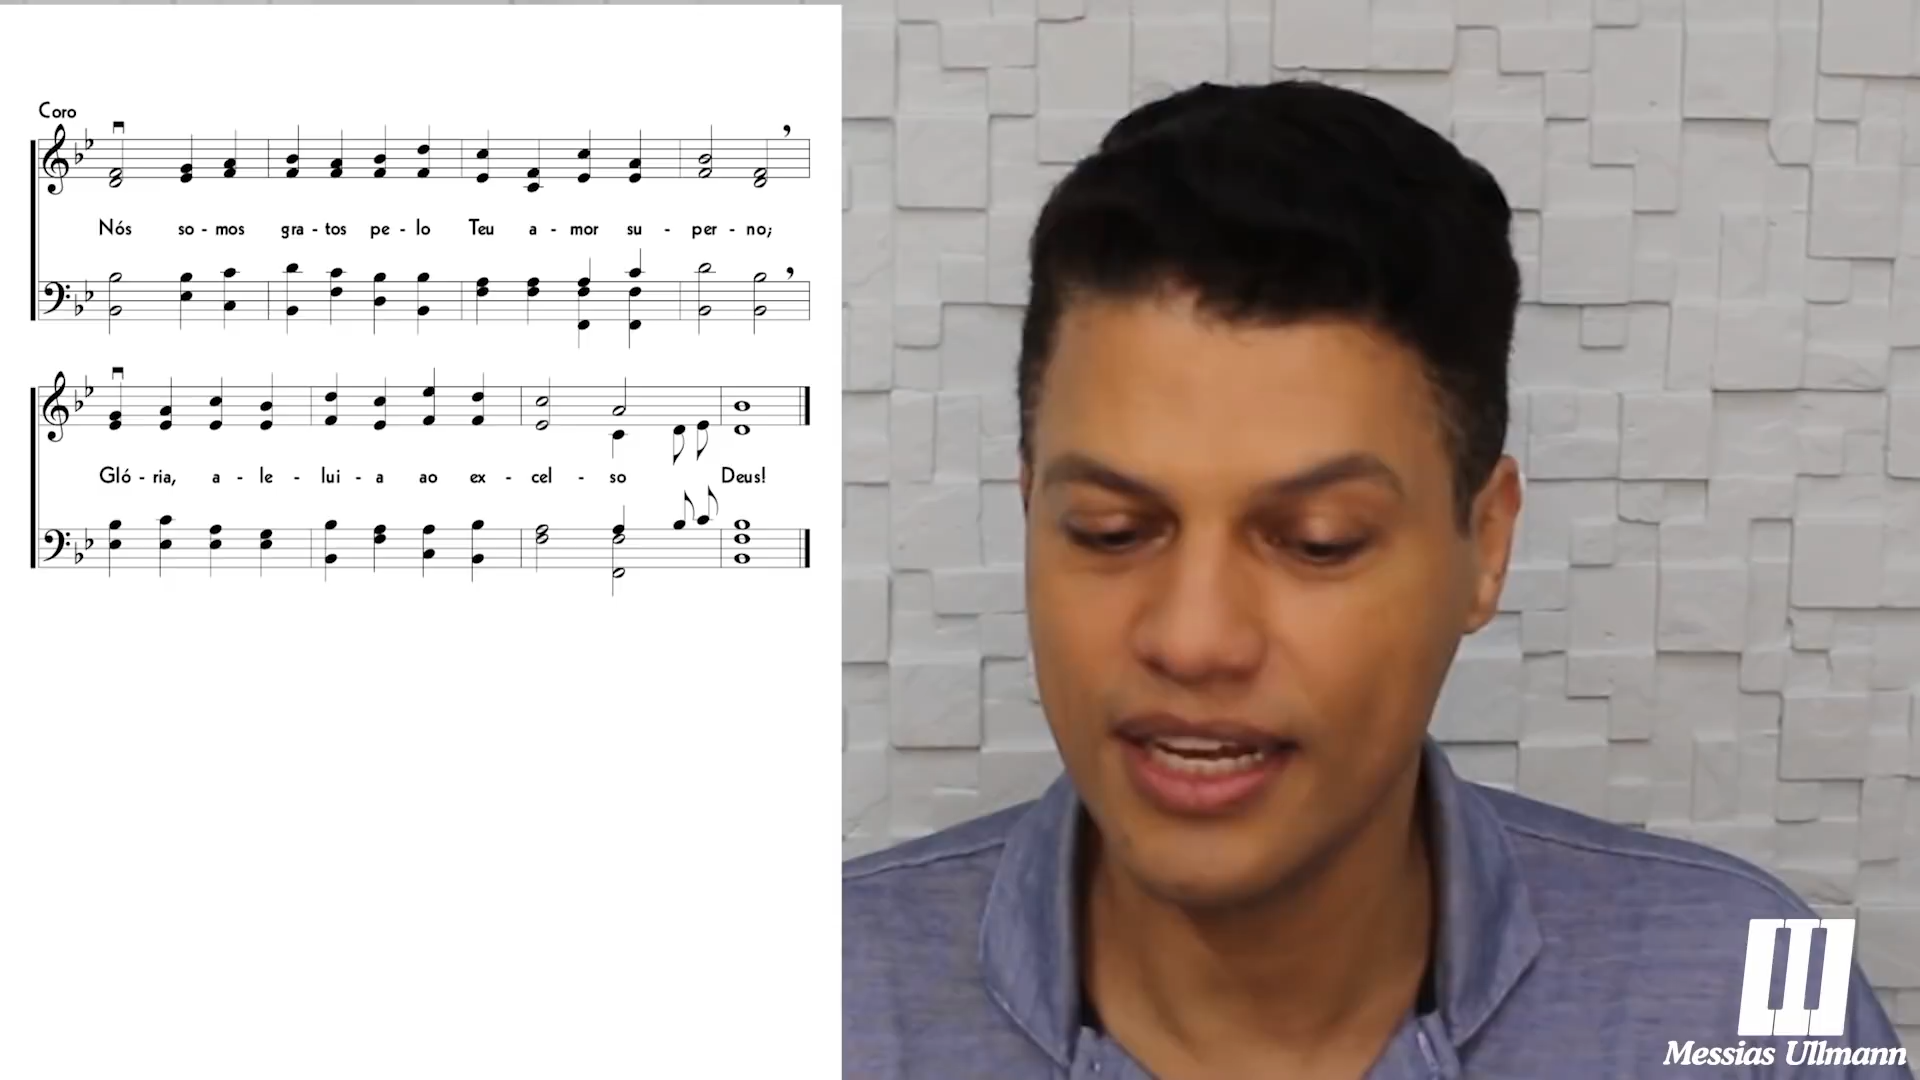 Coro
Nós so - mos gra - tos pe - lo Teu a - mor su - per - no;
Gló - ria, a - le - lui - a ao ex - cel - so Deus!
Messias Ullmann